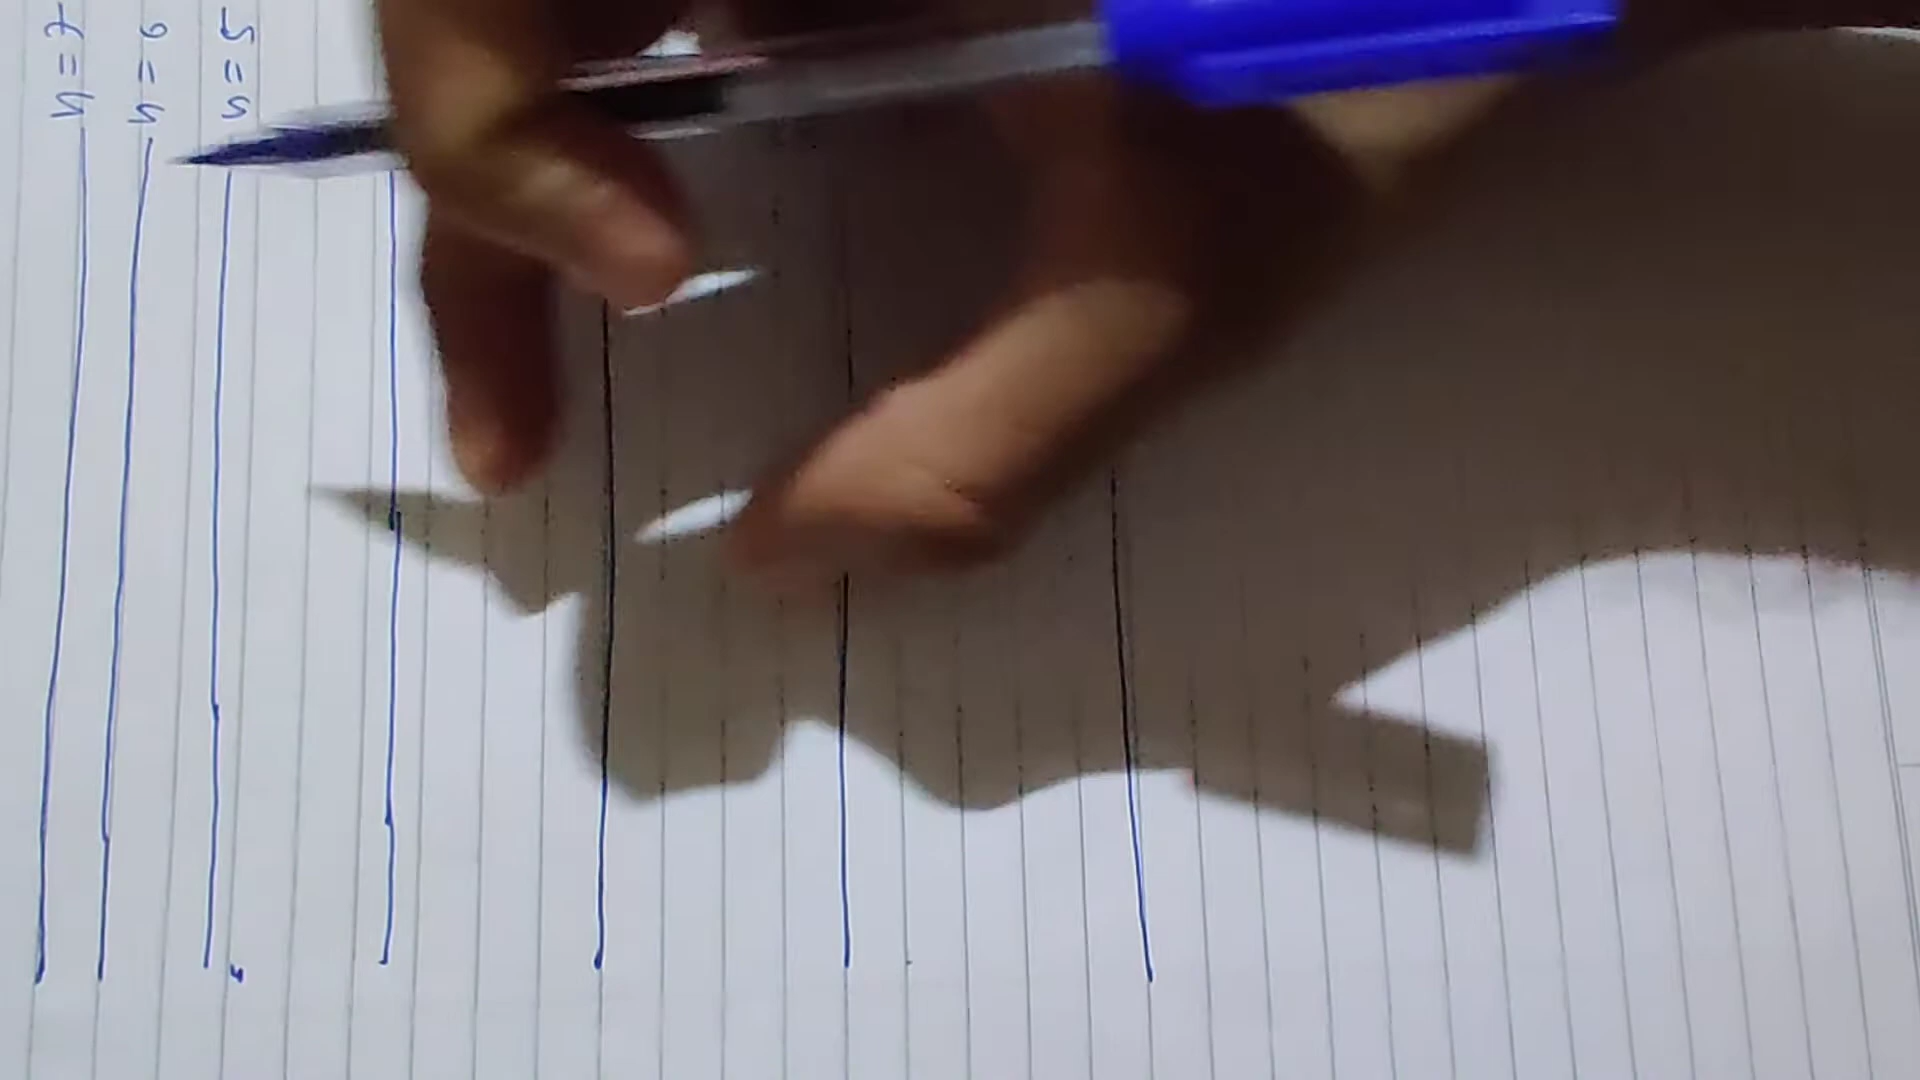 n = 7
n = 6
n = 5